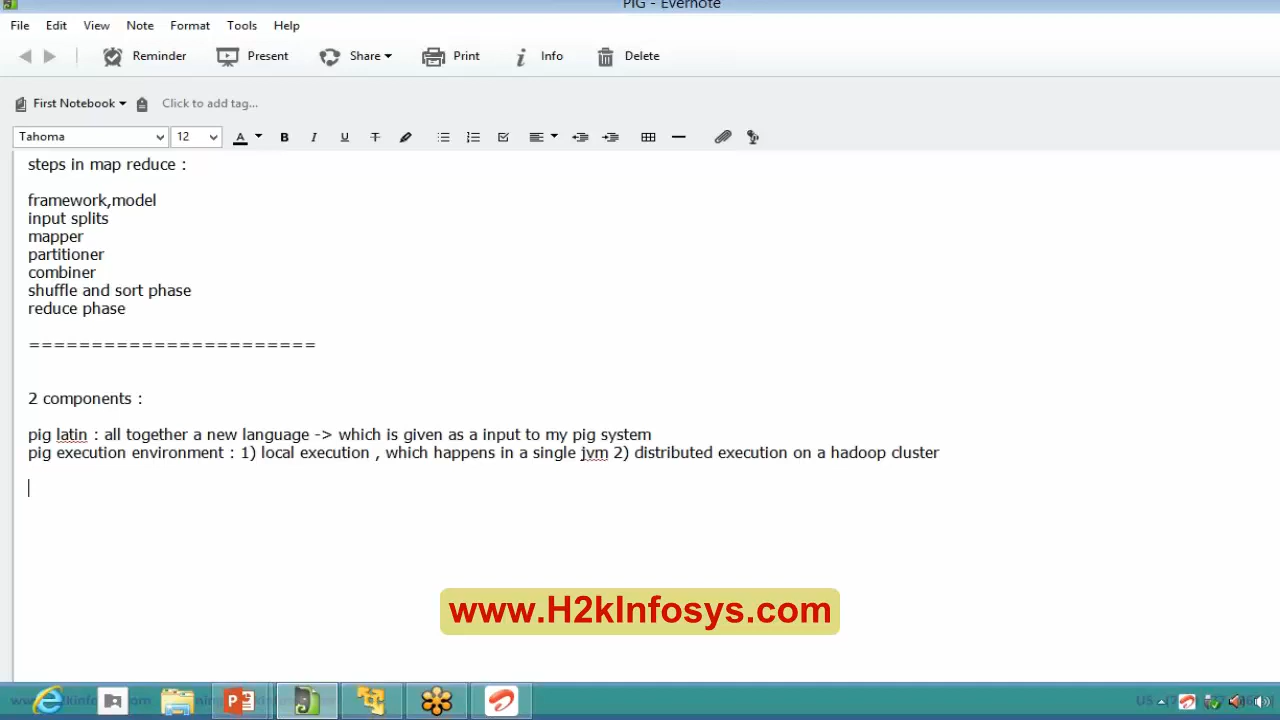 PIG - Evernote
File Edit View Note Format Tools Help
Reminder Present Share Print Info Delete
First Notebook Click to add tag...
Tahoma 12 A B I U T
steps in map reduce :
framework,model
input splits
mapper
partitioner
combiner
shuffle and sort phase
reduce phase
=======================
2 components :
pig latin : all together a new language -> which is given as a input to my pig system
pig execution environment : 1) local execution , which happens in a single jvm 2) distributed execution on a hadoop cluster
www.H2kInfosys.com
US